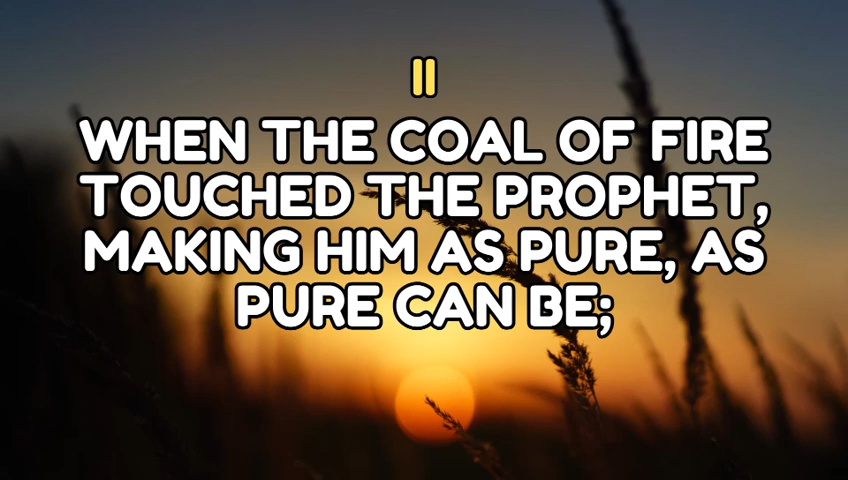 II
WHEN THE COAL OF FIRE
TOUCHED THE PROPHET,
MAKING HIM AS PURE, AS
PURE CAN BE;